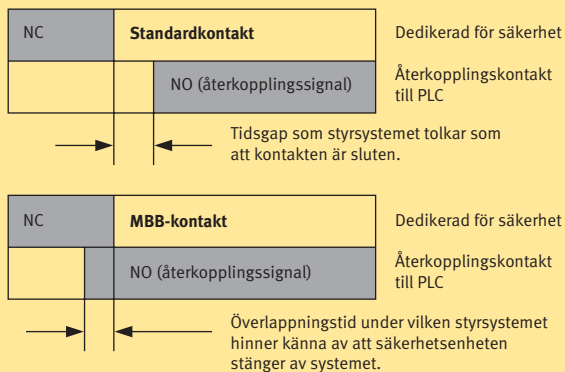 NC
Standardkontakt
Dedikerad för säkerhet
NO (återkopplingssignal)
Återkopplingskontakt
till PLC
Tidsgap som styrsystemet tolkar som
att kontakten är sluten.
NC
MBB-kontakt
Dedikerad för säkerhet
NO (återkopplingssignal)
Återkopplingskontakt
till PLC
Överlappningstid under vilken styrsystemet
hinner känna av att säkerhetsenheten
stänger av systemet.